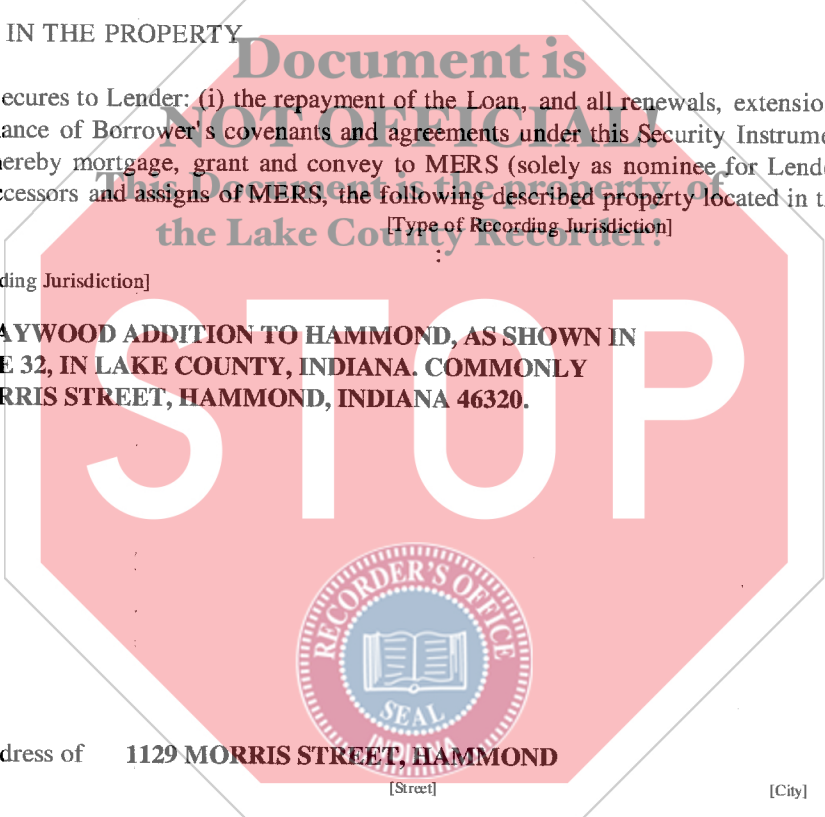 IN THE PROPERTY
Document is
ecures to Lender: (i) the repayment of the Loan, and all renewals, extensio
NOT OFFICIAL!
ance of Borrower's covenants and agreements under this Security Instrume
ereby mortgage, grant and convey to MERS (solely as nominee for Lende
This Document is the property of
ccessors and assigns of MERS, the following described property located in t
[Type of Recording Jurisdiction]
the Lake County Recorder!
:
ding Jurisdiction]
AYWOOD ADDITION TO HAMMOND, AS SHOWN IN
E 32, IN LAKE COUNTY, INDIANA. COMMONLY
RRIS STREET, HAMMOND, INDIANA 46320.
STOP
RECORDER'S OFFICE
SEAL
INDIANA
dress of 1129 MORRIS STREET, HAMMOND
[Street] [City]